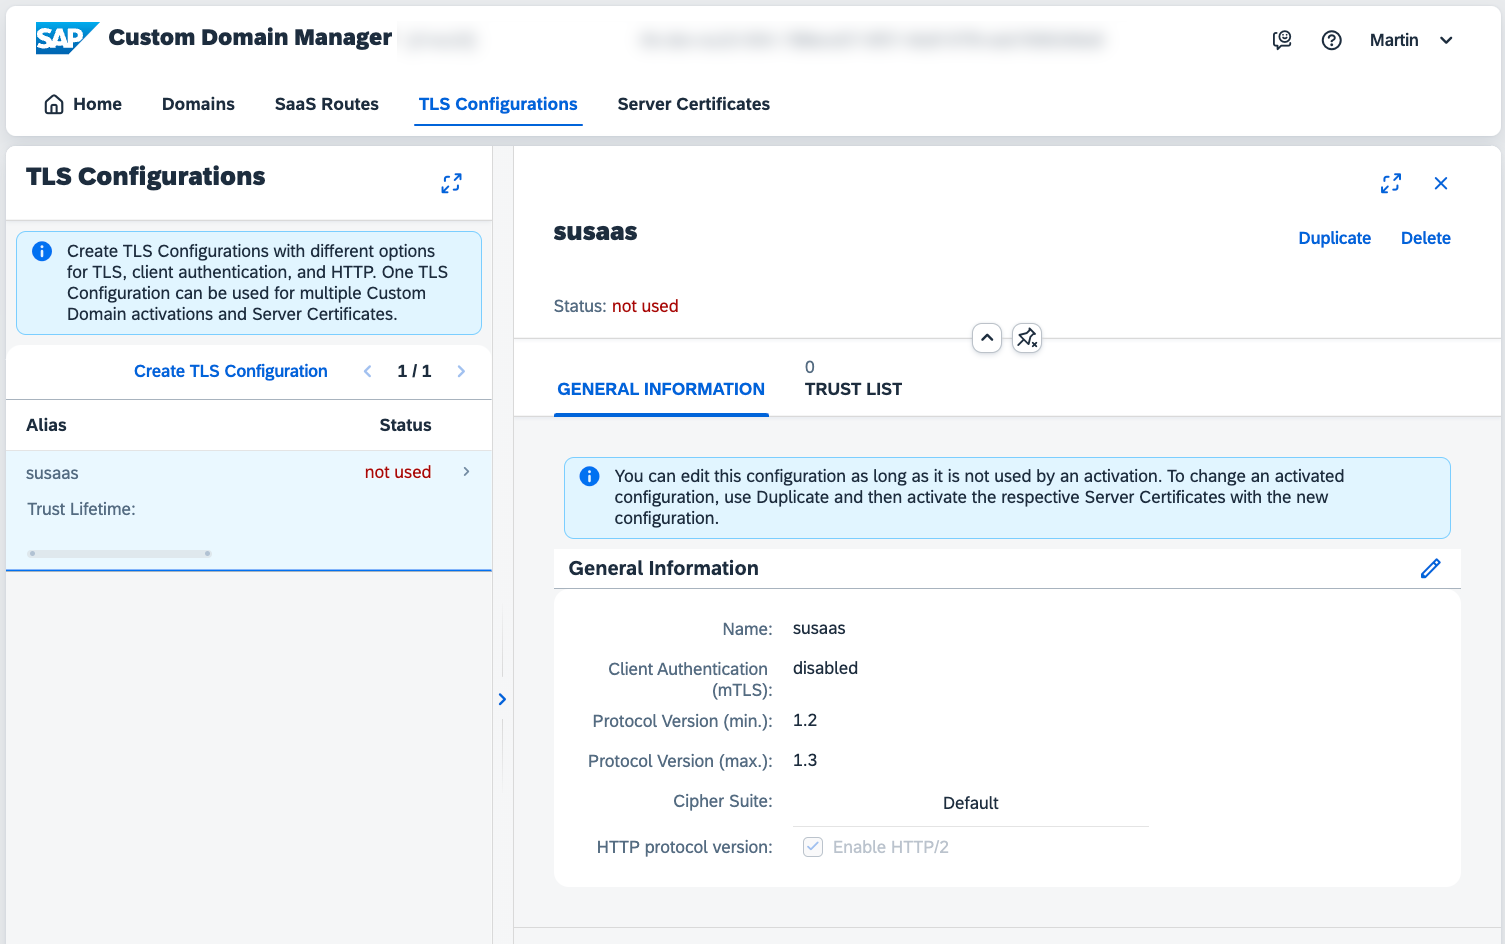 SAP Custom Domain Manager
Martin
Home Domains SaaS Routes TLS Configurations Server Certificates
TLS Configurations
Create TLS Configurations with different options
for TLS, client authentication, and HTTP. One TLS
Configuration can be used for multiple Custom
Domain activations and Server Certificates.
Create TLS Configuration 1 / 1
Alias Status
susaas not used
Trust Lifetime:
susaas
Duplicate Delete
Status: not used
0
GENERAL INFORMATION TRUST LIST
You can edit this configuration as long as it is not used by an activation. To change an activated
configuration, use Duplicate and then activate the respective Server Certificates with the new
configuration.
General Information
Name: susaas
Client Authentication disabled
(mTLS):
Protocol Version (min.): 1.2
Protocol Version (max.): 1.3
Cipher Suite: Default
HTTP protocol version: Enable HTTP/2